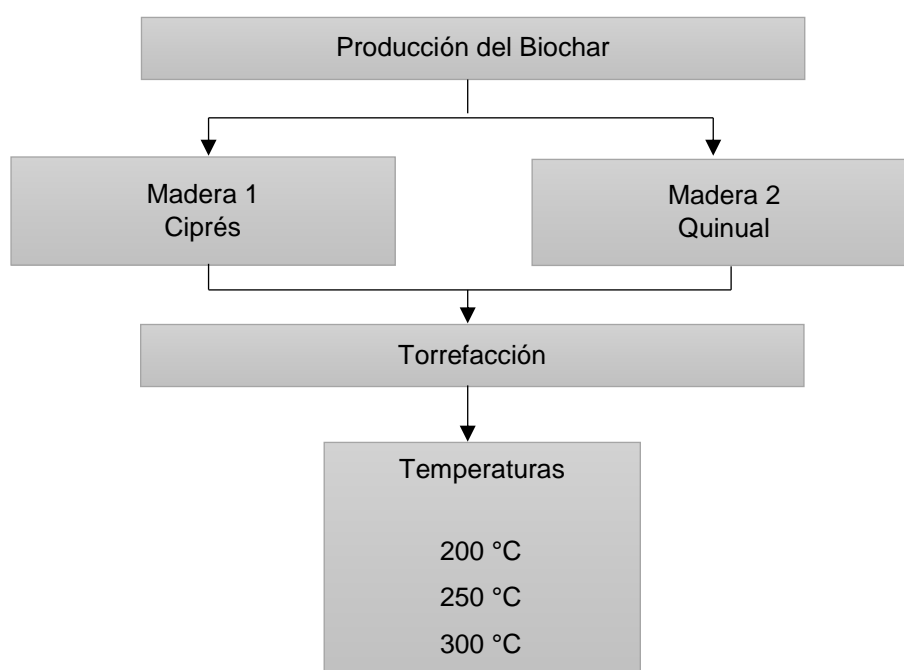 Producción del Biochar
Madera 1
Ciprés
Madera 2
Quinual
Torrefacción
Temperaturas
200 °C
250 °C
300 °C